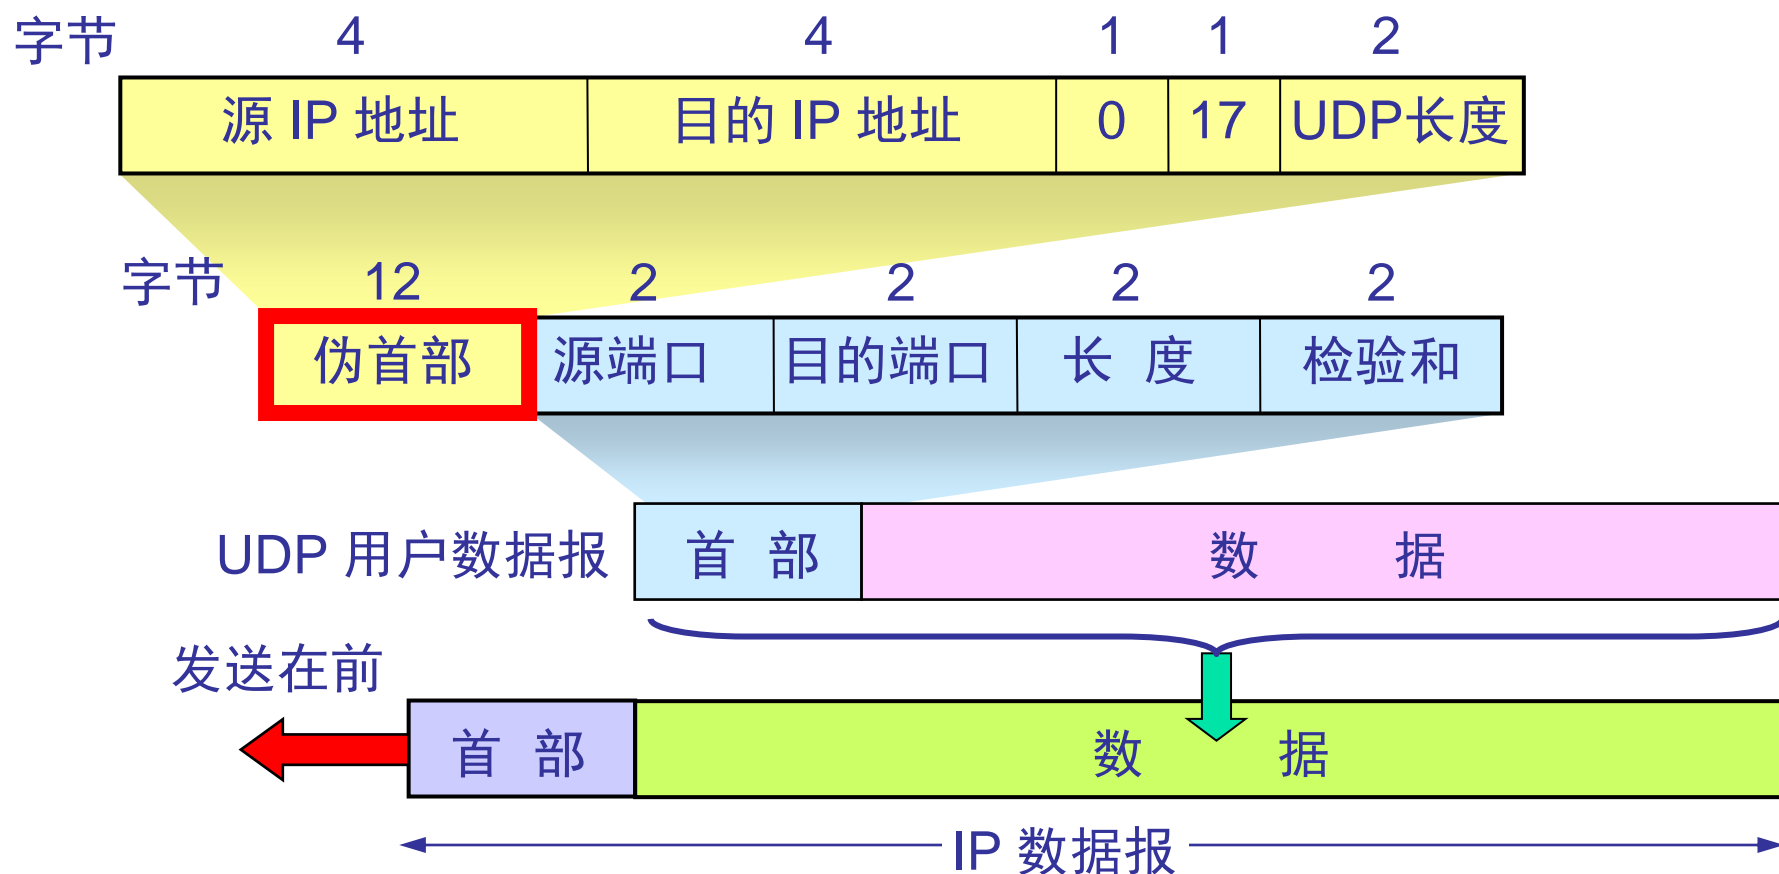 字节 4 4 1 1 2
源 IP 地址 目的 IP 地址 0 17 UDP长度
字节 12 2 2 2 2
伪首部 源端口 目的端口 长 度 检验和
UDP 用户数据报 首 部 数 据
发送在前
首 部 数 据
IP 数据报